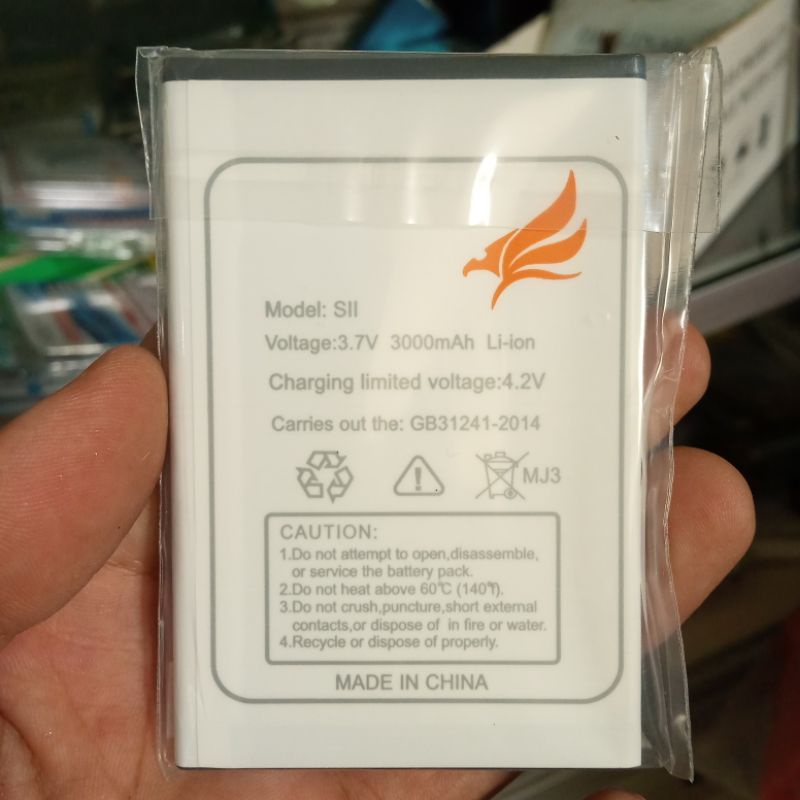 Model: SII
Voltage:3.7V 3000mAh Li-ion
Charging limited voltage:4.2V
Carries out the: GB31241-2014
MJ3
CAUTION:
1.Do not attempt to open,disassemble,
or service the battery pack.
2.Do not heat above 60℃ (140℉).
3.Do not crush,puncture,short external
contacts,or dispose of in fire or water.
4.Recycle or dispose of properly.
MADE IN CHINA